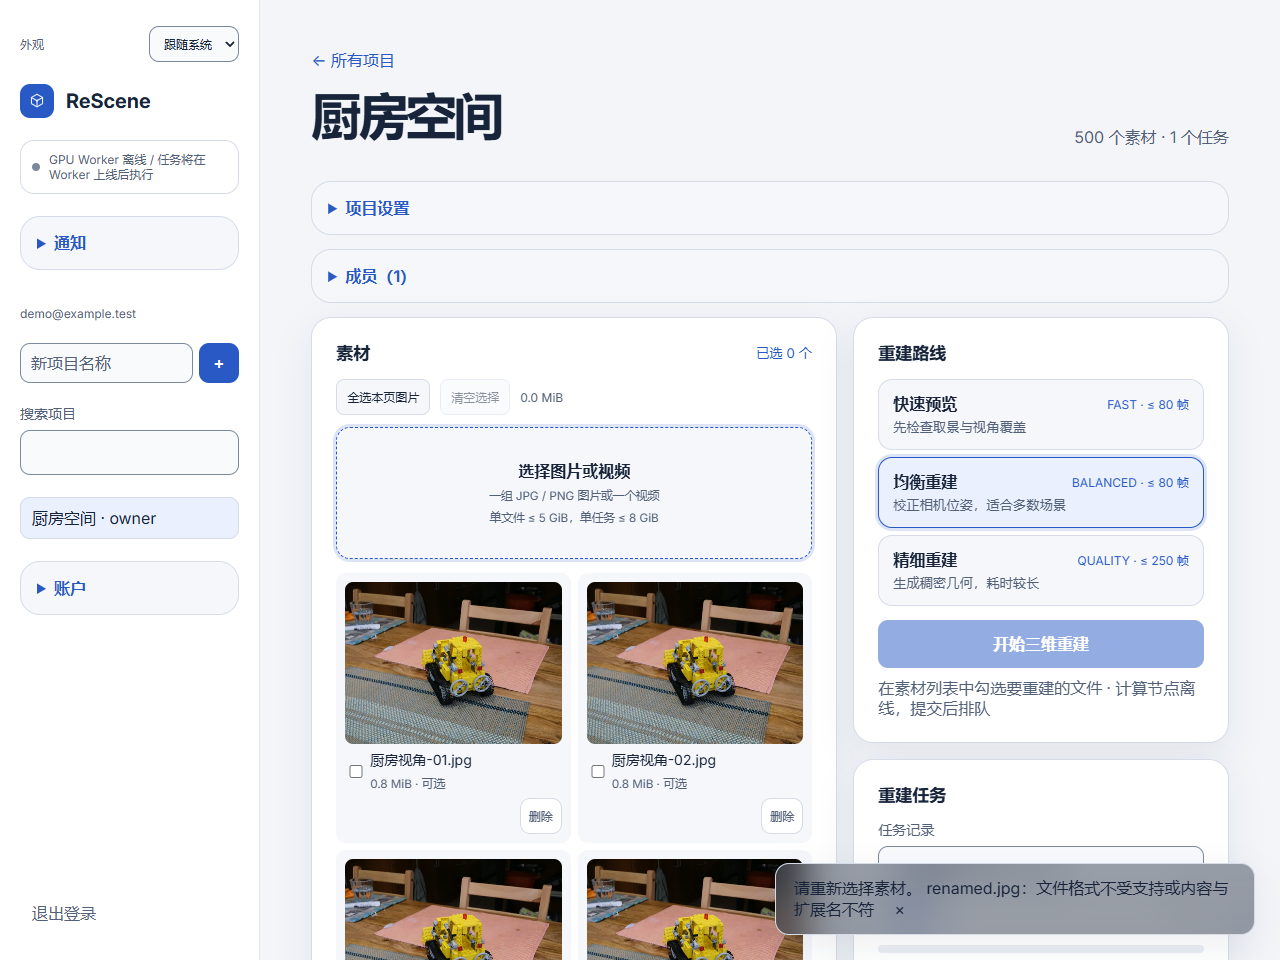 外观
跟随系统
ReScene
GPU Worker 离线 / 任务将在
Worker 上线后执行
▶ 通知
demo@example.test
新项目名称
+
搜索项目
厨房空间 · owner
▶ 账户
退出登录
← 所有项目
厨房空间
500 个素材 · 1 个任务
▶ 项目设置
▶ 成员 (1)
素材
已选 0 个
全选本页图片
清空选择
0.0 MiB
选择图片或视频
一组 JPG / PNG 图片或一个视频
单文件 ≤ 5 GiB，单任务 ≤ 8 GiB
厨房视角-01.jpg
0.8 MiB · 可选
删除
厨房视角-02.jpg
0.8 MiB · 可选
删除
重建路线
快速预览
FAST · ≤ 80 帧
先检查取景与视角覆盖
均衡重建
BALANCED · ≤ 80 帧
校正相机位姿，适合多数场景
精细重建
QUALITY · ≤ 250 帧
生成稠密几何，耗时较长
开始三维重建
在素材列表中勾选要重建的文件 · 计算节点离
线，提交后排队
重建任务
任务记录
请重新选择素材。 renamed.jpg：文件格式不受支持或内容与
扩展名不符 ×